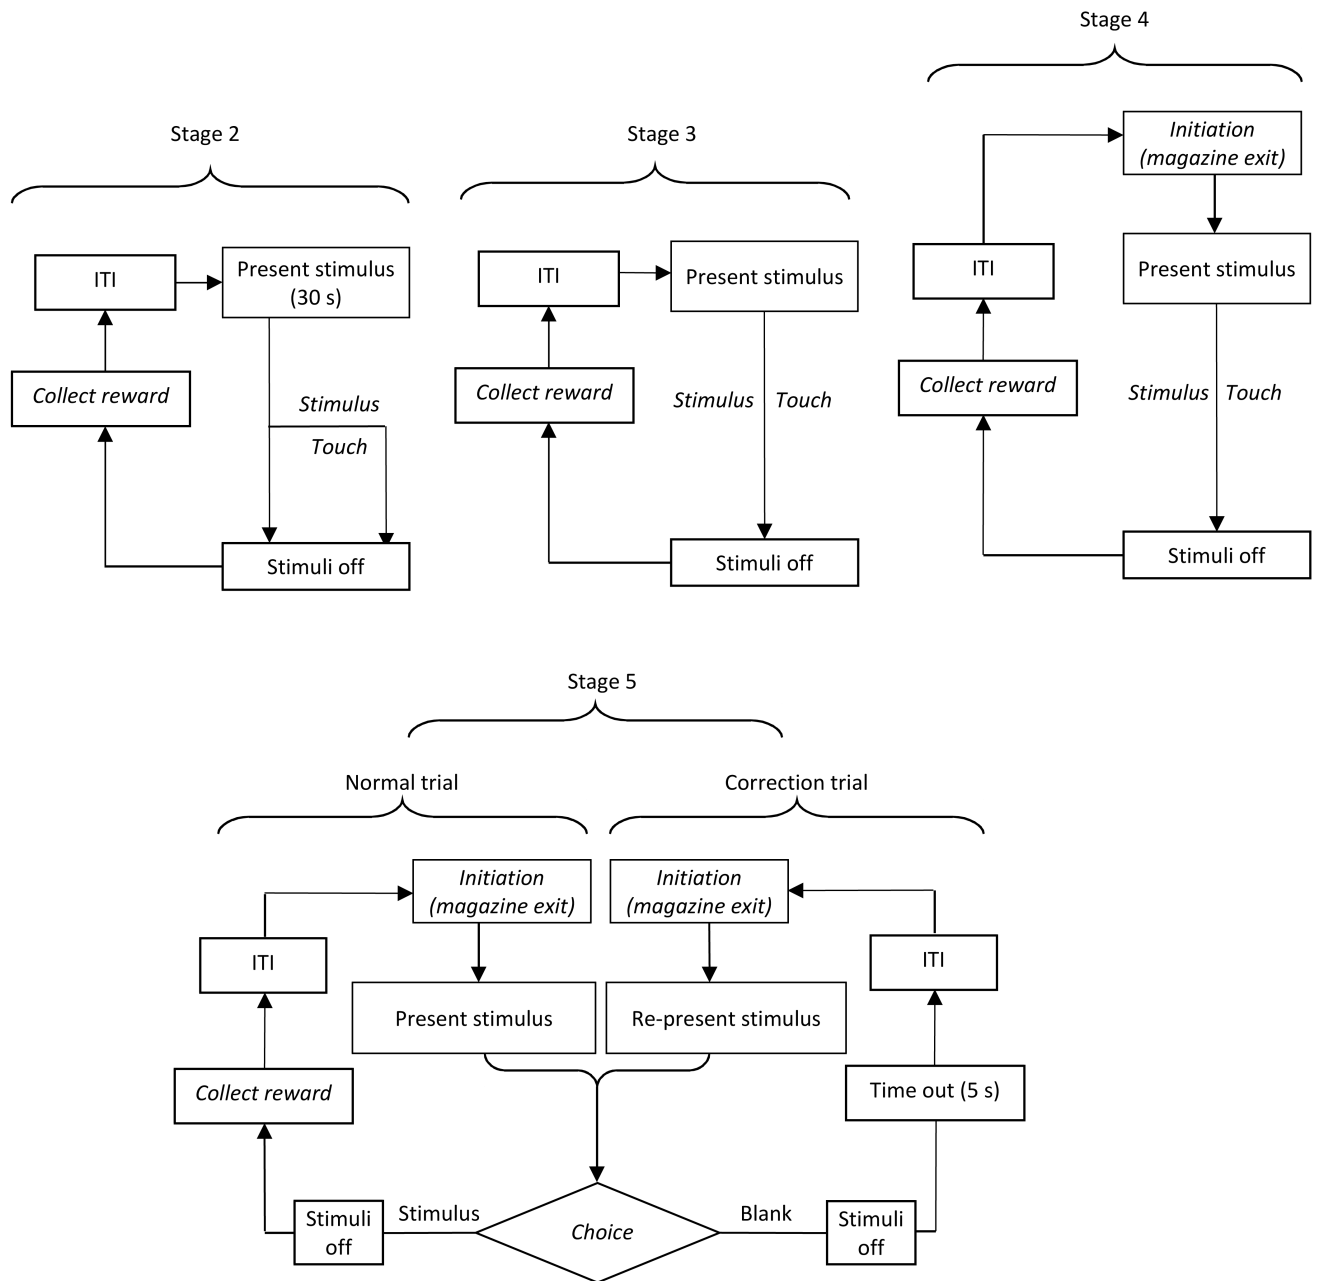 Stage 2
ITI
Present stimulus
(30 s)
Collect reward
Stimulus
Touch
Stimuli off
Stage 3
ITI
Present stimulus
Collect reward
Stimulus Touch
Stimuli off
Stage 4
Initiation
(magazine exit)
ITI
Present stimulus
Collect reward
Stimulus Touch
Stimuli off
Stage 5
Normal trial
Correction trial
Initiation
(magazine exit)
Initiation
(magazine exit)
ITI
ITI
Present stimulus
Re-present stimulus
Collect reward
Time out (5 s)
Stimuli
off
Stimulus
Choice
Blank
Stimuli
off